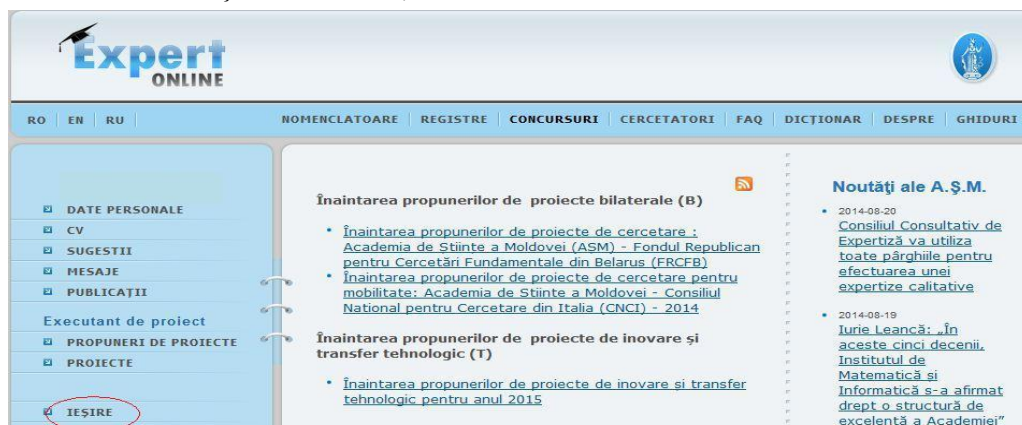 Expert
ONLINE
RO | EN | RU |
NOMENCLATOARE | REGISTRE | CONCURSURI | CERCETATORI | FAQ | DICȚIONAR | DESPRE | GHIDURI
DATE PERSONALE
CV
SUGESTII
MESAJE
PUBLICAȚII
Executant de proiect
PROPUNERI DE PROIECTE
PROIECTE
IEȘIRE
Înaintarea propunerilor de proiecte bilaterale (B)
• Înaintarea propunerilor de proiecte de cercetare :
Academia de Stiinte a Moldovei (ASM) - Fondul Republican
pentru Cercetări Fundamentale din Belarus (FRCFB)
• Înaintarea propunerilor de proiecte de cercetare pentru
mobilitate: Academia de Stiinte a Moldovei - Consiliul
National pentru Cercetare din Italia (CNCI) - 2014
Înaintarea propunerilor de proiecte de inovare și
transfer tehnologic (T)
• Înaintarea propunerilor de proiecte de inovare și transfer
tehnologic pentru anul 2015
Noutăţi ale A.Ş.M.
• 2014-08-20
Consiliul Consultativ de
Expertiză va utiliza
toate pârghiile pentru
efectuarea unei
expertize calitative
• 2014-08-19
Iurie Leancă: „În
aceste cinci decenii,
Institutul de
Matematică și
Informatică s-a afirmat
drept o structură de
excelență a Academiei"